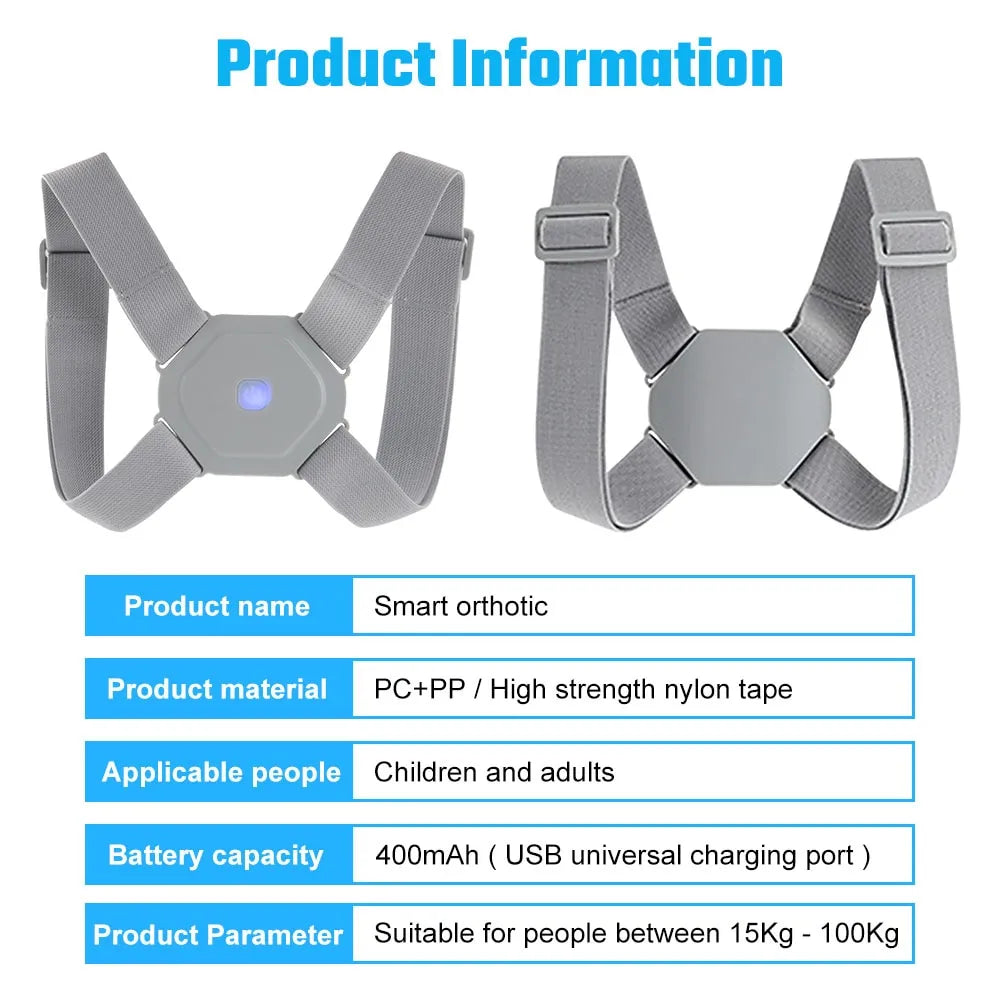 Product Information
Product name Smart orthotic
Product material PC+PP / High strength nylon tape
Applicable people Children and adults
Battery capacity 400mAh ( USB universal charging port )
Product Parameter Suitable for people between 15Kg - 100Kg